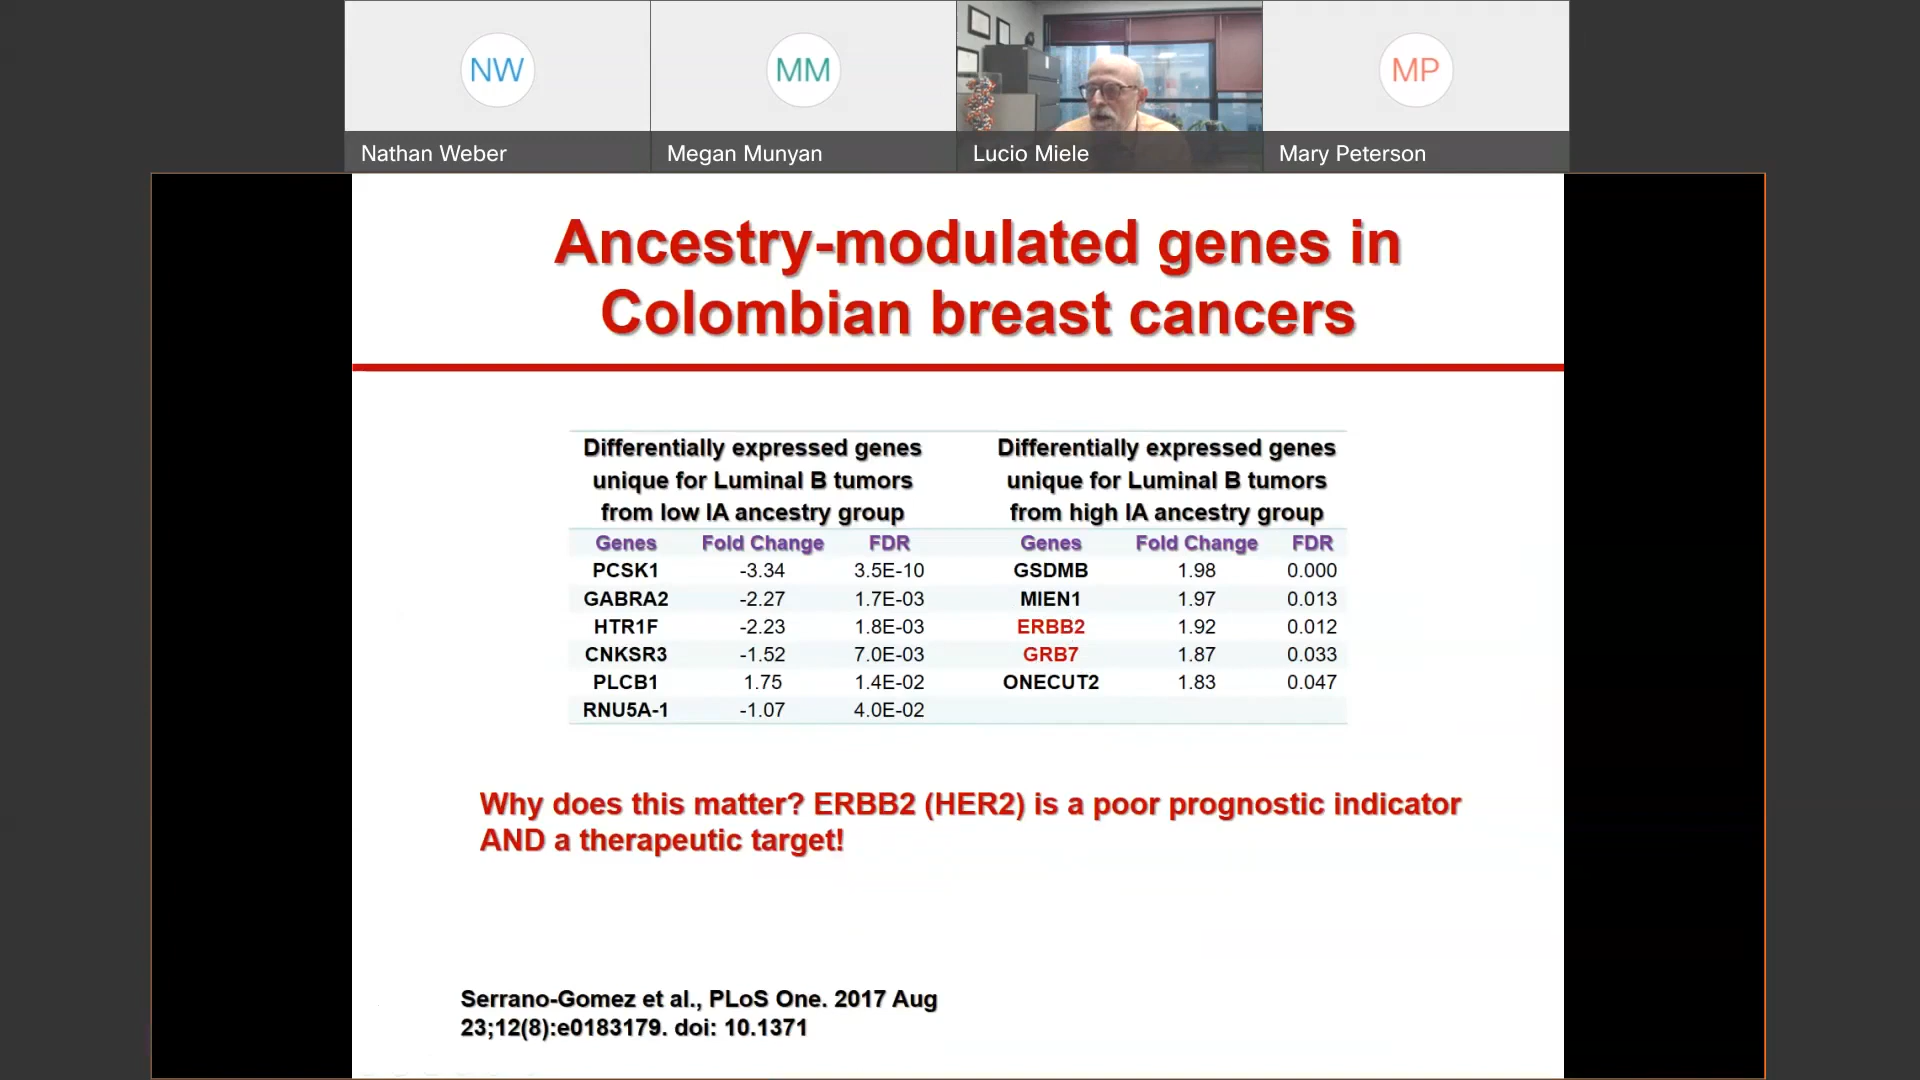 NW
MM
MP
Nathan Weber
Megan Munyan
Lucio Miele
Mary Peterson
Ancestry-modulated genes in
Colombian breast cancers
Differentially expressed genes
unique for Luminal B tumors
from low IA ancestry group
Differentially expressed genes
unique for Luminal B tumors
from high IA ancestry group
Genes Fold Change FDR Genes Fold Change FDR
PCSK1 -3.34 3.5E-10 GSDMB 1.98 0.000
GABRA2 -2.27 1.7E-03 MIEN1 1.97 0.013
HTR1F -2.23 1.8E-03 ERBB2 1.92 0.012
CNKSR3 -1.52 7.0E-03 GRB7 1.87 0.033
PLCB1 1.75 1.4E-02 ONECUT2 1.83 0.047
RNU5A-1 -1.07 4.0E-02
Why does this matter? ERBB2 (HER2) is a poor prognostic indicator
AND a therapeutic target!
Serrano-Gomez et al., PLoS One. 2017 Aug
23;12(8):e0183179. doi: 10.1371